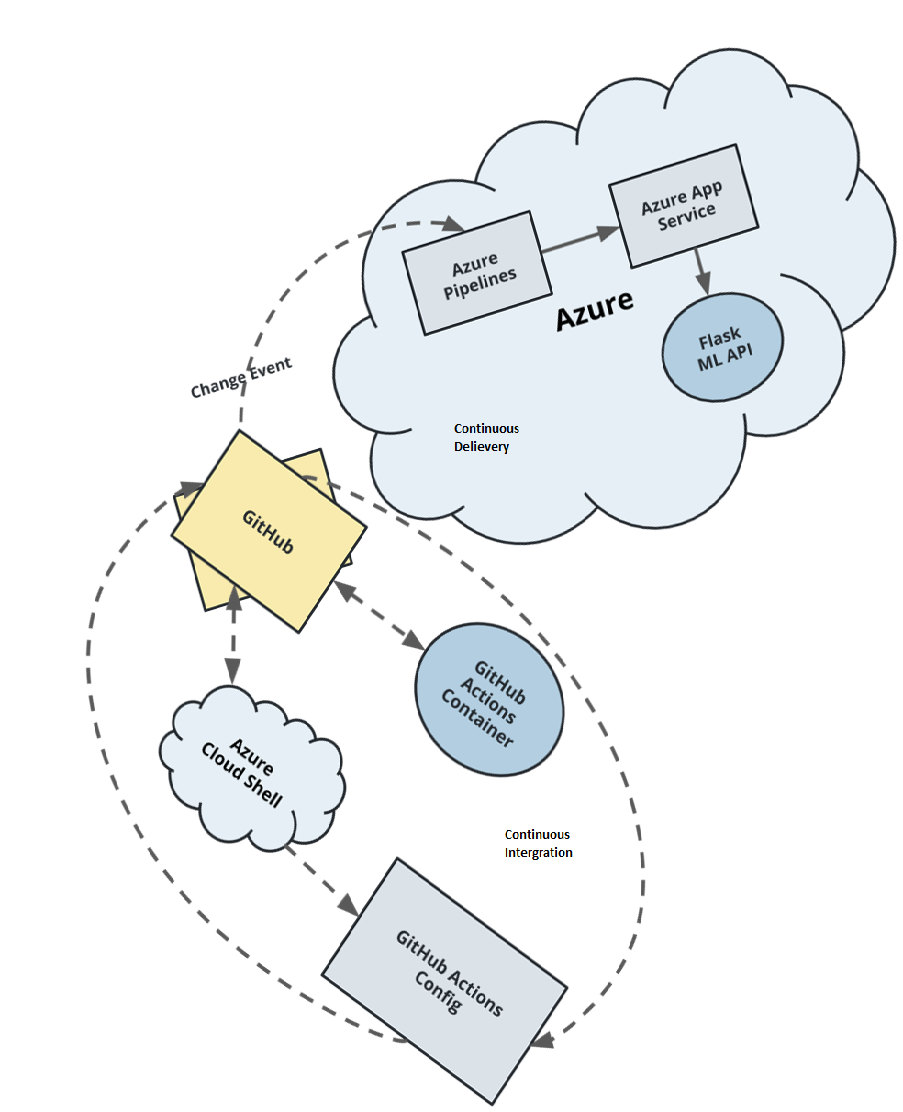 Azure App
Service
Azure
Pipelines
Azure
Flask
ML API
Change Event
Continuous
Delievery
GitHub
GitHub
Actions
Container
Azure
Cloud Shell
Continuous
Intergration
GitHub Actions
Config